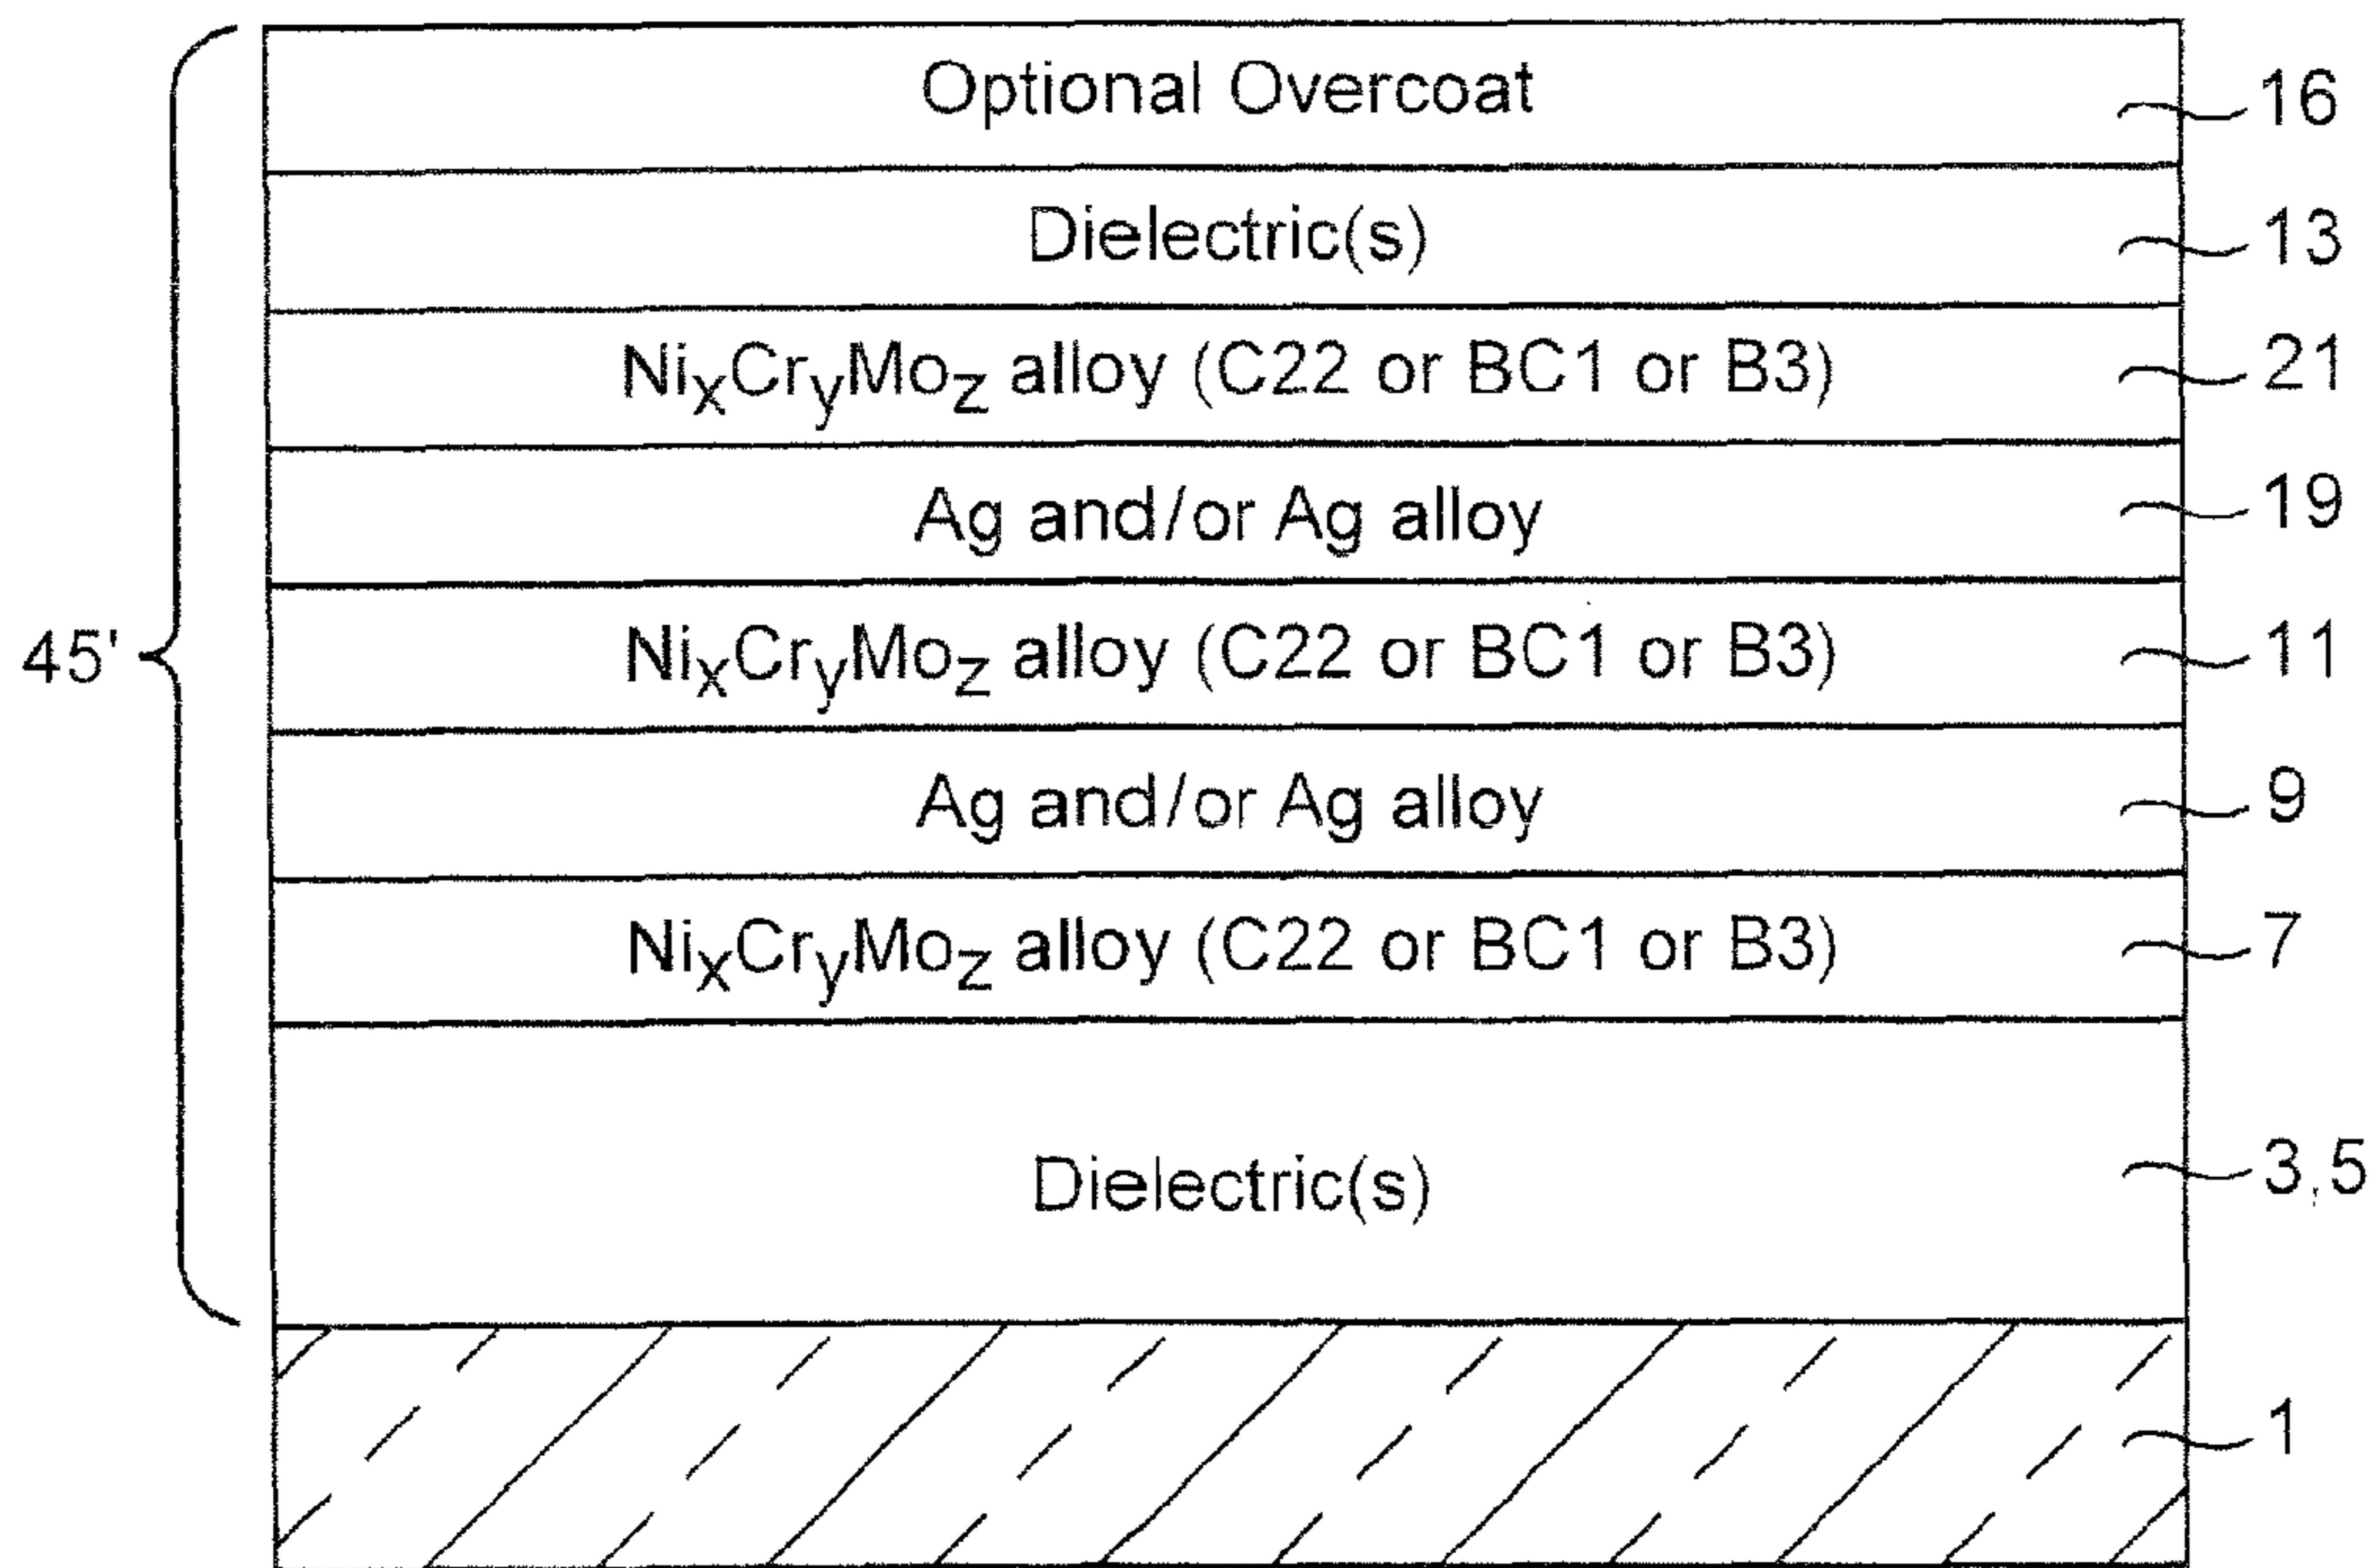 Optional Overcoat 16
Dielectric(s) 13
NixCryMoz alloy (C22 or BC1 or B3) 21
Ag and/or Ag alloy 19
45' NixCryMoz alloy (C22 or BC1 or B3) 11
Ag and/or Ag alloy 9
NixCryMoz alloy (C22 or BC1 or B3) 7
Dielectric(s) 3,5
1